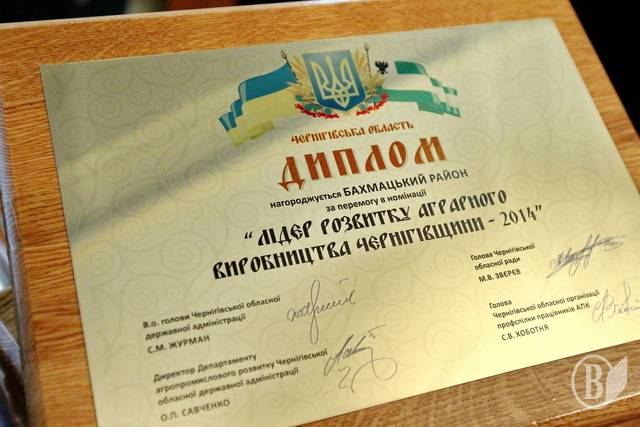 ЧЕРНІГІВСЬКА ОБЛАСТЬ
ДИПЛОМ
нагороджується БАХМАЦЬКИЙ РАЙОН
за перемогу в номінації
“ ЛІДЕР РОЗВИТКУ АГРАРНОГО
ВИРОБНИЦТВА ЧЕРНІГІВЩИНИ - 2014”
В.о. голови Чернігівської обласної
державної адміністрації
С.М. ЖУРМАН
Директор Департаменту
агропромислового розвитку Чернігівської
обласної державної адміністрації
О.П. САВЧЕНКО
Голова Чернігівської
обласної ради
М.В. ЗВЄРЄВ
Голова
Чернігівської обласної організації
профспілки працівників АПК
С.В. ХОБОТНЯ
В